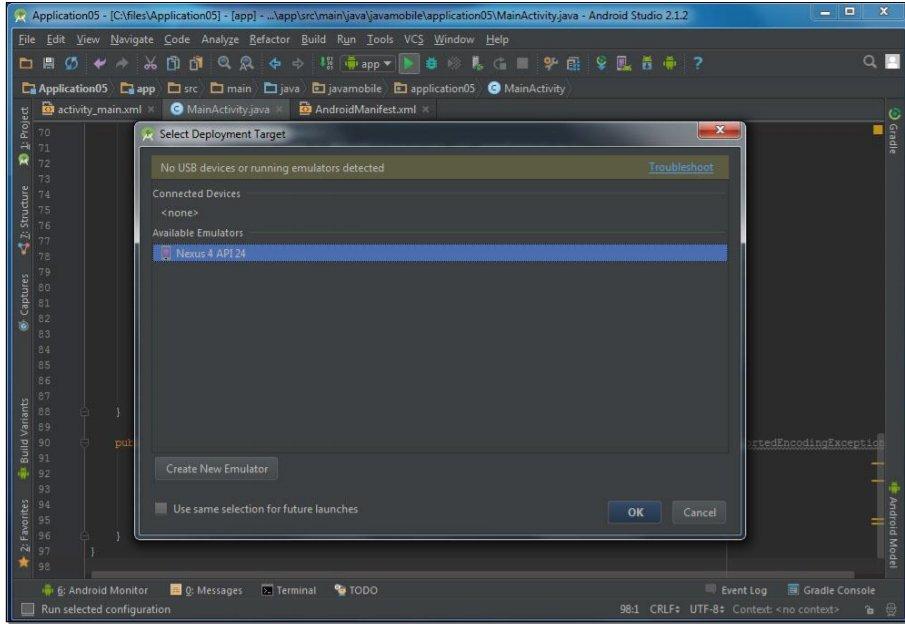 Application05 - [C:\files\Application05] - [app] - ...\app\src\main\java\javamobile\application05\MainActivity.java - Android Studio 2.1.2
File Edit View Navigate Code Analyze Refactor Build Run Tools VCS Window Help
app
Application05 app src main java javamobile application05 MainActivity
activity_main.xml MainActivity.java AndroidManifest.xml
1: Project
Z: Structure
Captures
Build Variants
2: Favorites
Gradle
Android Model
70
71
72
73
74
75
76
77
78
79
80
81
82
83
84
85
86
87
88 }
89
90 pub rtedEncodingException
91
92
93
94
95
96 }
97 }
98
Select Deployment Target
No USB devices or running emulators detected Troubleshoot
Connected Devices
<none>
Available Emulators
Nexus 4 API 24
Create New Emulator
Use same selection for future launches
OK Cancel
6: Android Monitor 0: Messages Terminal TODO Event Log Gradle Console
Run selected configuration 98:1 CRLF UTF-8 Context: <no context>